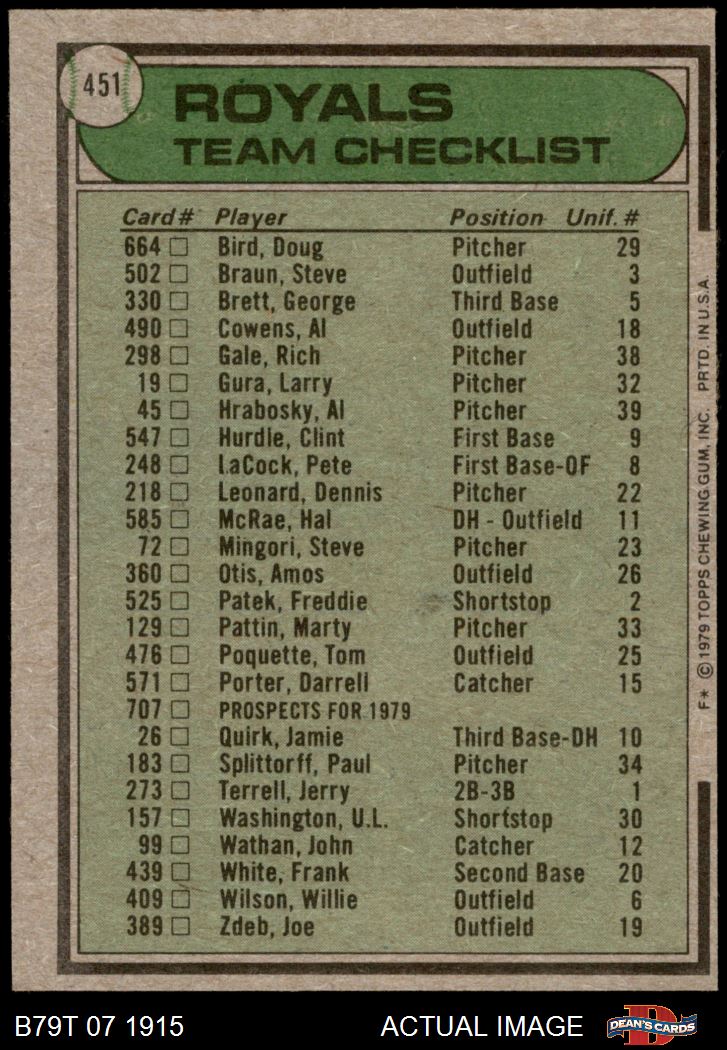 451
ROYALS
TEAM CHECKLIST
Card# Player Position Unif. #
664 Bird, Doug Pitcher 29
502 Braun, Steve Outfield 3
330 Brett, George Third Base 5
490 Cowens, Al Outfield 18
298 Gale, Rich Pitcher 38
19 Gura, Larry Pitcher 32
45 Hrabosky, Al Pitcher 39
547 Hurdle, Clint First Base 9
248 LaCock, Pete First Base-OF 8
218 Leonard, Dennis Pitcher 22
585 McRae, Hal DH - Outfield 11
72 Mingori, Steve Pitcher 23
360 Otis, Amos Outfield 26
525 Patek, Freddie Shortstop 2
129 Pattin, Marty Pitcher 33
476 Poquette, Tom Outfield 25
571 Porter, Darrell Catcher 15
707 PROSPECTS FOR 1979
26 Quirk, Jamie Third Base-DH 10
183 Splittorff, Paul Pitcher 34
273 Terrell, Jerry 2B-3B 1
157 Washington, U.L. Shortstop 30
99 Wathan, John Catcher 12
439 White, Frank Second Base 20
409 Wilson, Willie Outfield 6
389 Zdeb, Joe Outfield 19
F* © 1979 TOPPS CHEWING GUM, INC. PRTD. IN U.S.A.
B79T 07 1915 ACTUAL IMAGE
D
DEAN'S CARDS